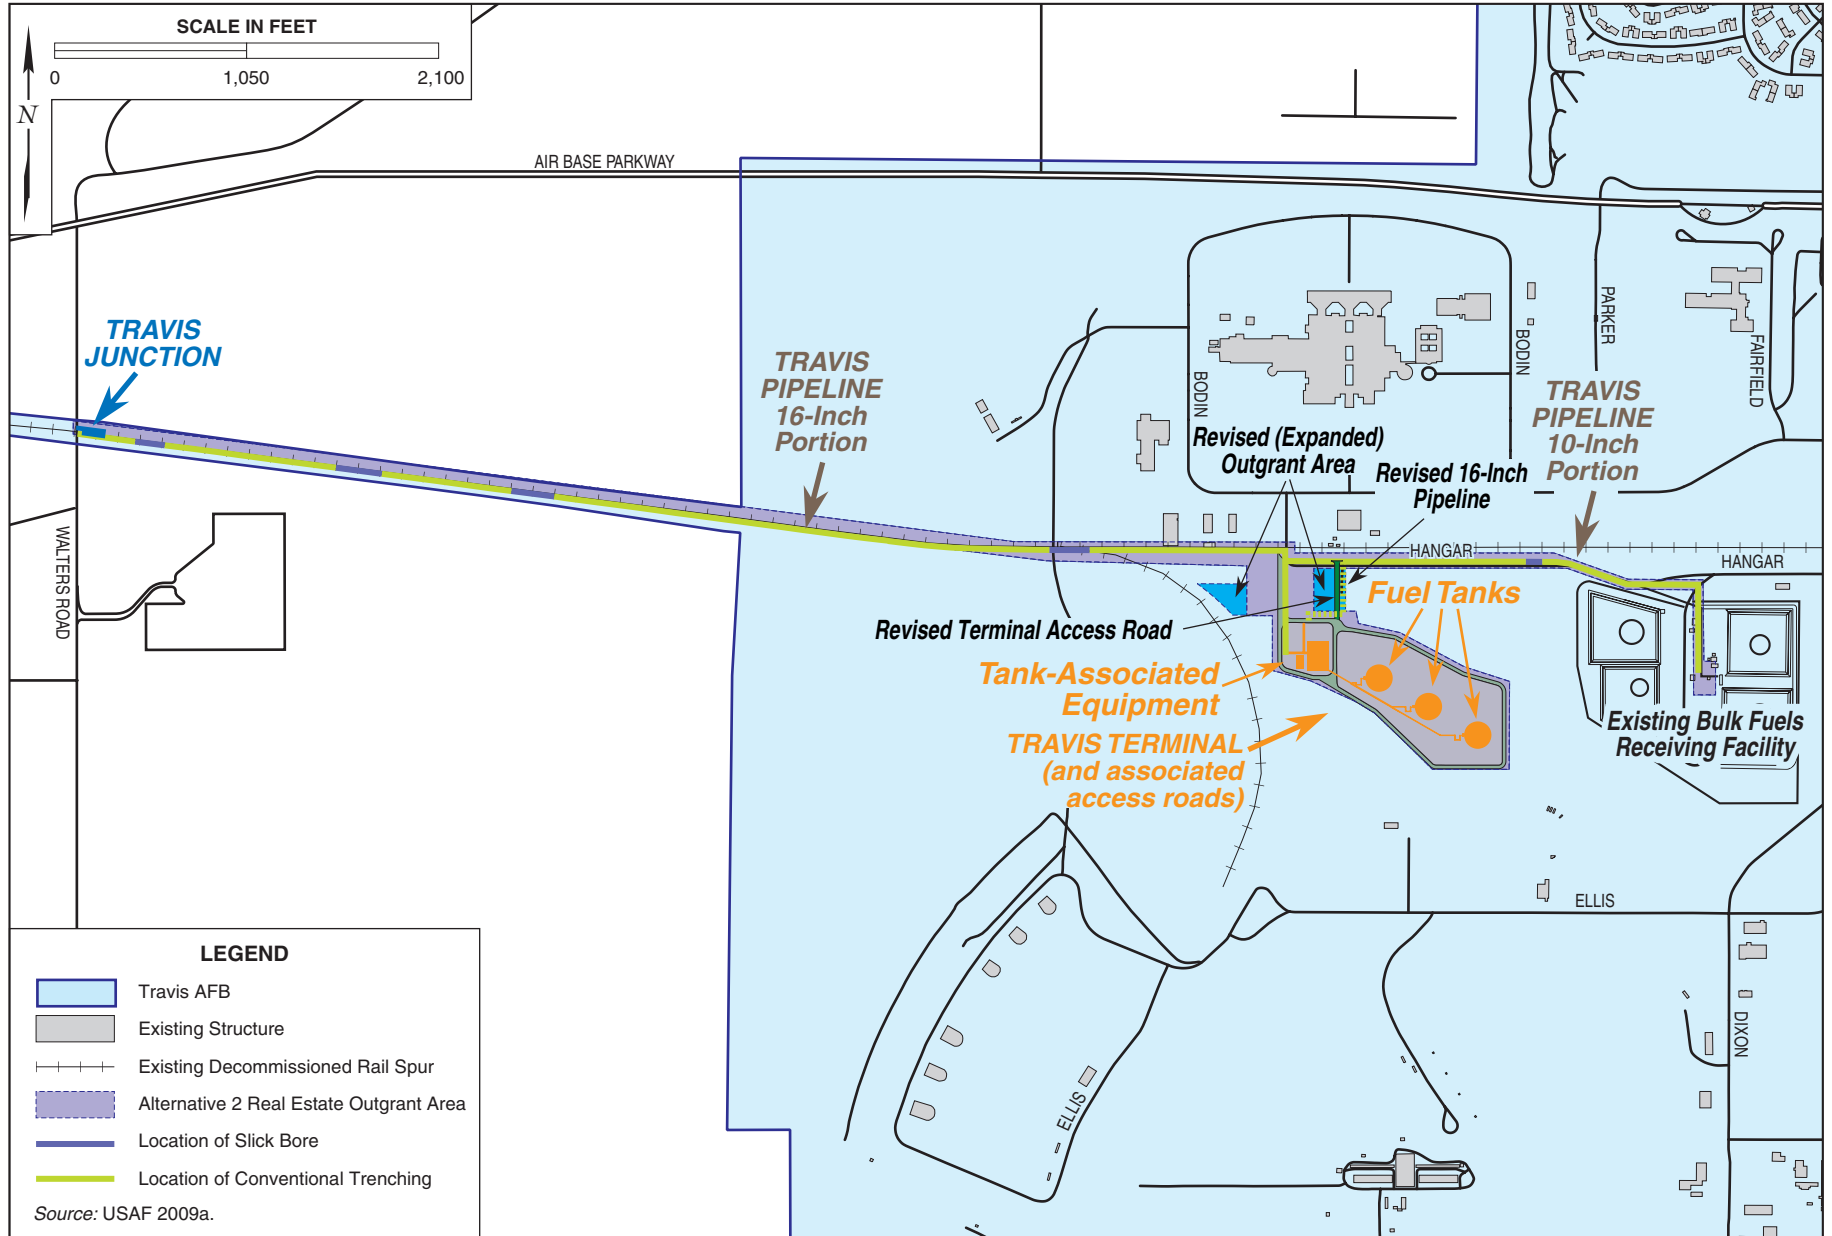 SCALE IN FEET
0 1,050 2,100
N
AIR BASE PARKWAY
TRAVIS
JUNCTION
TRAVIS
PIPELINE
16-Inch
Portion
WALTERS ROAD
BODIN
BODIN
PARKER
FAIRFIELD
TRAVIS
PIPELINE
10-Inch
Portion
Revised (Expanded)
Outgrant Area
Revised 16-Inch
Pipeline
HANGAR
HANGAR
Fuel Tanks
Revised Terminal Access Road
Tank-Associated
Equipment
TRAVIS TERMINAL
(and associated
access roads)
Existing Bulk Fuels
Receiving Facility
ELLIS
ELLIS
DIXON
LEGEND
Travis AFB
Existing Structure
Existing Decommissioned Rail Spur
Alternative 2 Real Estate Outgrant Area
Location of Slick Bore
Location of Conventional Trenching
Source: USAF 2009a.